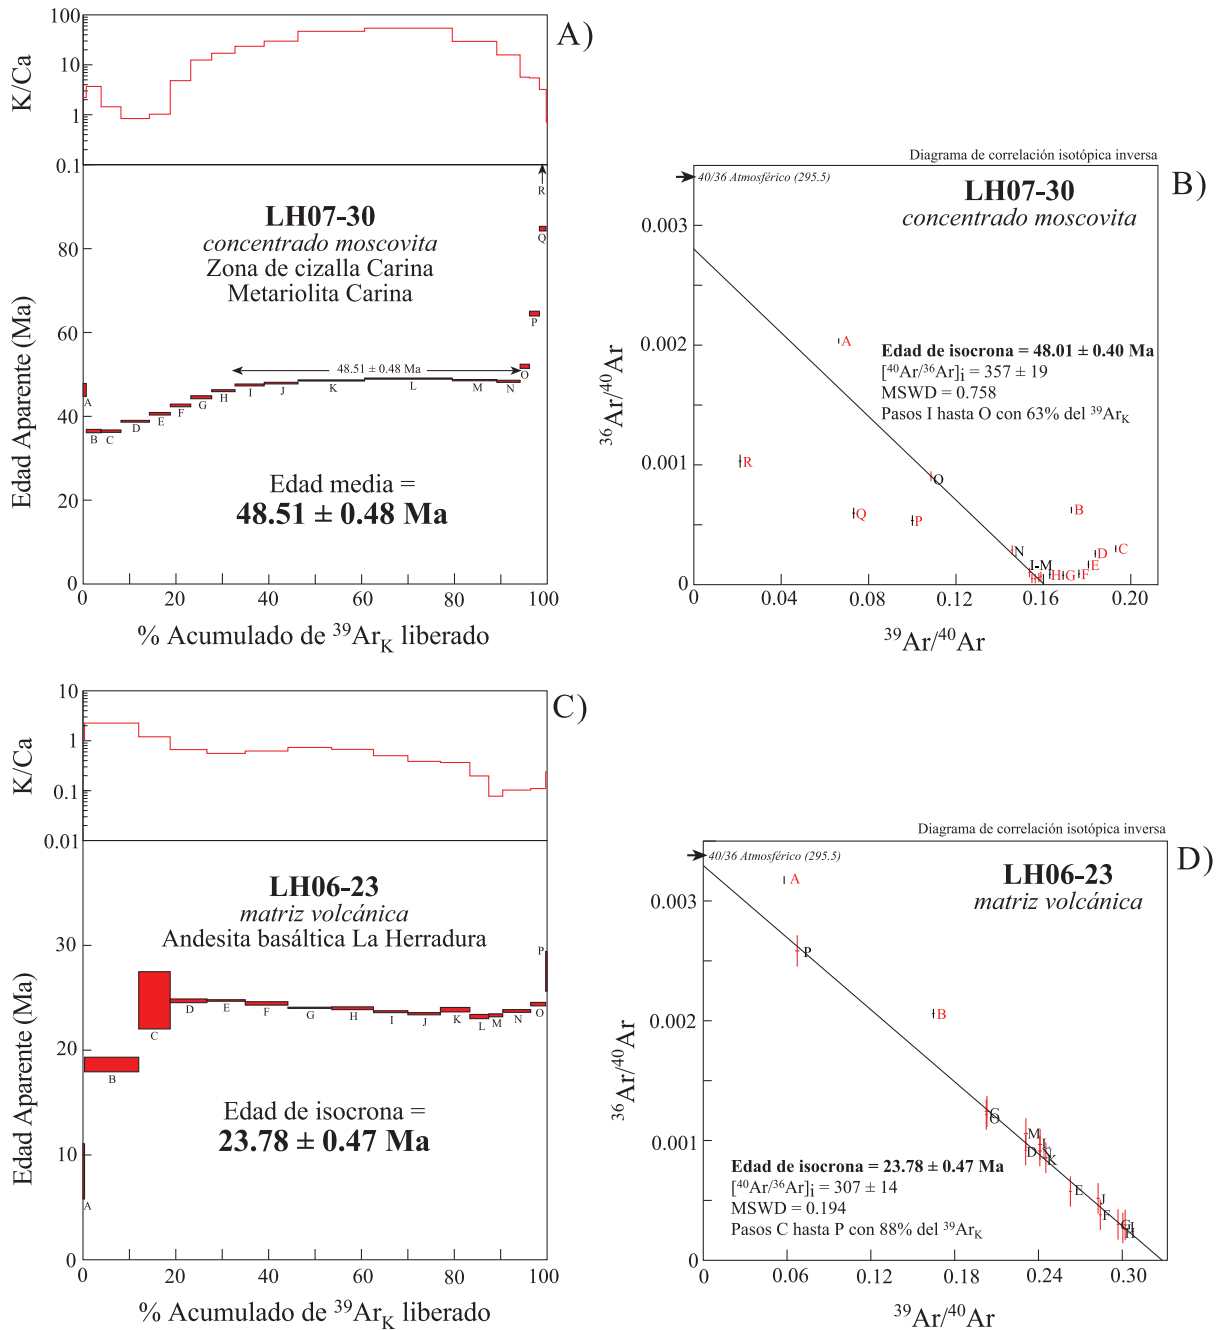 A)
100
10
1
0.1
K/Ca
R
LH07-30
concentrado moscovita
Zona de cizalla Carina
Metariolita Carina
80
60
40
20
0
Edad Aparente (Ma)
48.51 ± 0.48 Ma
A
B
C
D
E
F
G
H
I
J
K
L
M
N
O
P
Q
Edad media =
48.51 ± 0.48 Ma
0
20
40
60
80
100
% Acumulado de 39ArK liberado
B)
Diagrama de correlación isotópica inversa
40/36 Atmosférico (295.5)
LH07-30
concentrado moscovita
0.003
0.002
0.001
0
36Ar/40Ar
A
Edad de isocrona = 48.01 ± 0.40 Ma
[40Ar/36Ar]i = 357 ± 19
MSWD = 0.758
Pasos I hasta O con 63% del 39ArK
R
O
Q
P
B
N
C
D
I-M
E
H
G
F
0
0.04
0.08
0.12
0.16
0.20
39Ar/40Ar
C)
10
1
0.1
0.01
K/Ca
LH06-23
matriz volcánica
Andesita basáltica La Herradura
30
20
10
0
Edad Aparente (Ma)
P
A
B
C
D
E
F
G
H
I
J
K
L
M
N
O
Edad de isocrona =
23.78 ± 0.47 Ma
0
20
40
60
80
100
% Acumulado de 39ArK liberado
D)
Diagrama de correlación isotópica inversa
40/36 Atmosférico (295.5)
LH06-23
matriz volcánica
0.003
0.002
0.001
0
36Ar/40Ar
A
P
B
C
O
M
L
D
N
K
E
J
F
G
I
H
Edad de isocrona = 23.78 ± 0.47 Ma
[40Ar/36Ar]i = 307 ± 14
MSWD = 0.194
Pasos C hasta P con 88% del 39ArK
0
0.06
0.12
0.18
0.24
0.30
39Ar/40Ar